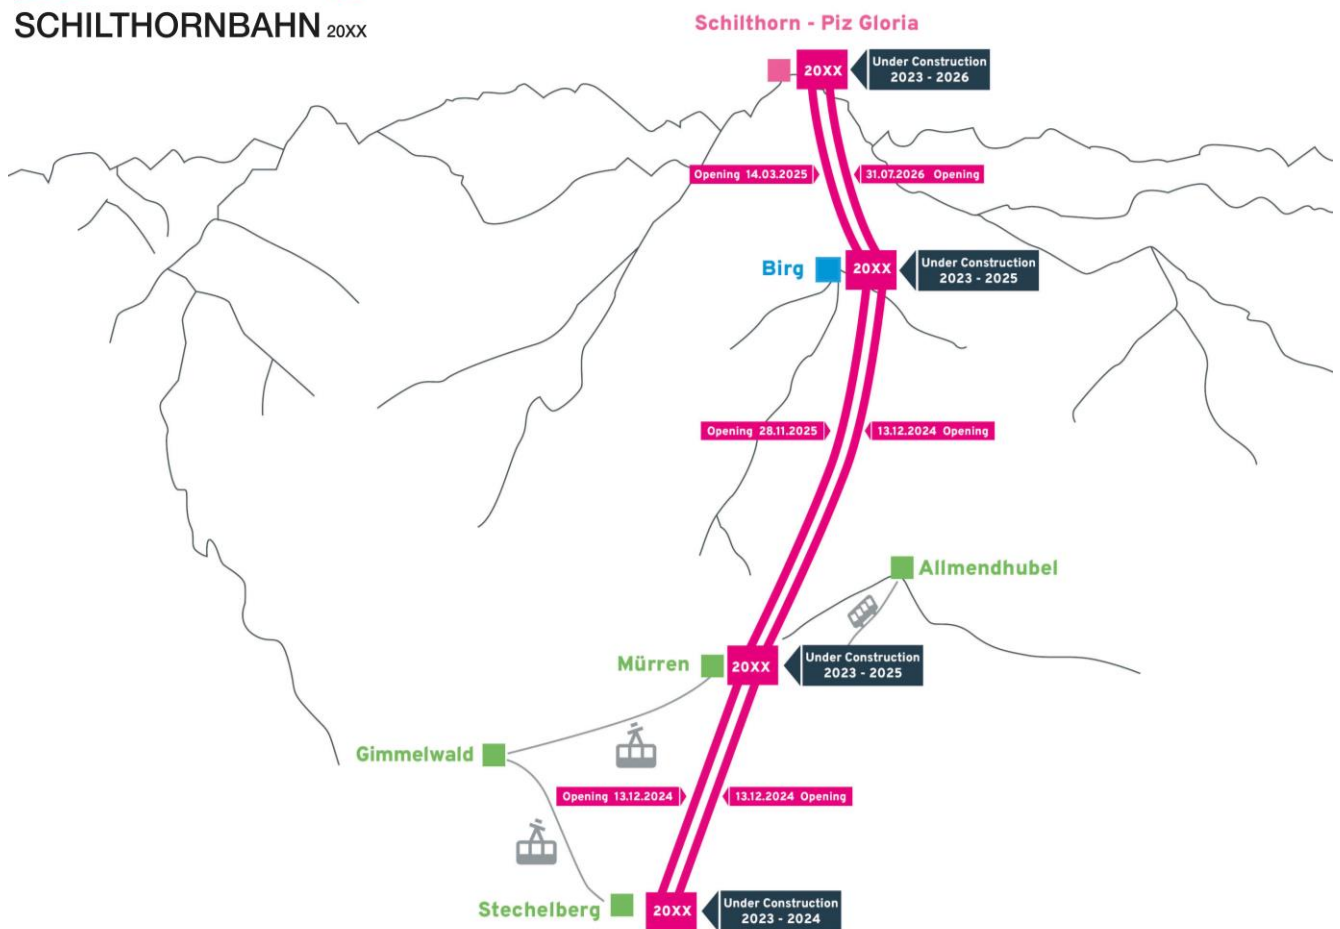 SCHILTHORNBAHN 20XX
Schilthorn - Piz Gloria
20XX
Under Construction
2023 - 2026
Opening 14.03.2025
31.07.2026 Opening
Birg
20XX
Under Construction
2023 - 2025
Opening 28.11.2025
13.12.2024 Opening
Allmendhubel
Mürren
20XX
Under Construction
2023 - 2025
Gimmelwald
Opening 13.12.2024
13.12.2024 Opening
Stechelberg
20XX
Under Construction
2023 - 2024